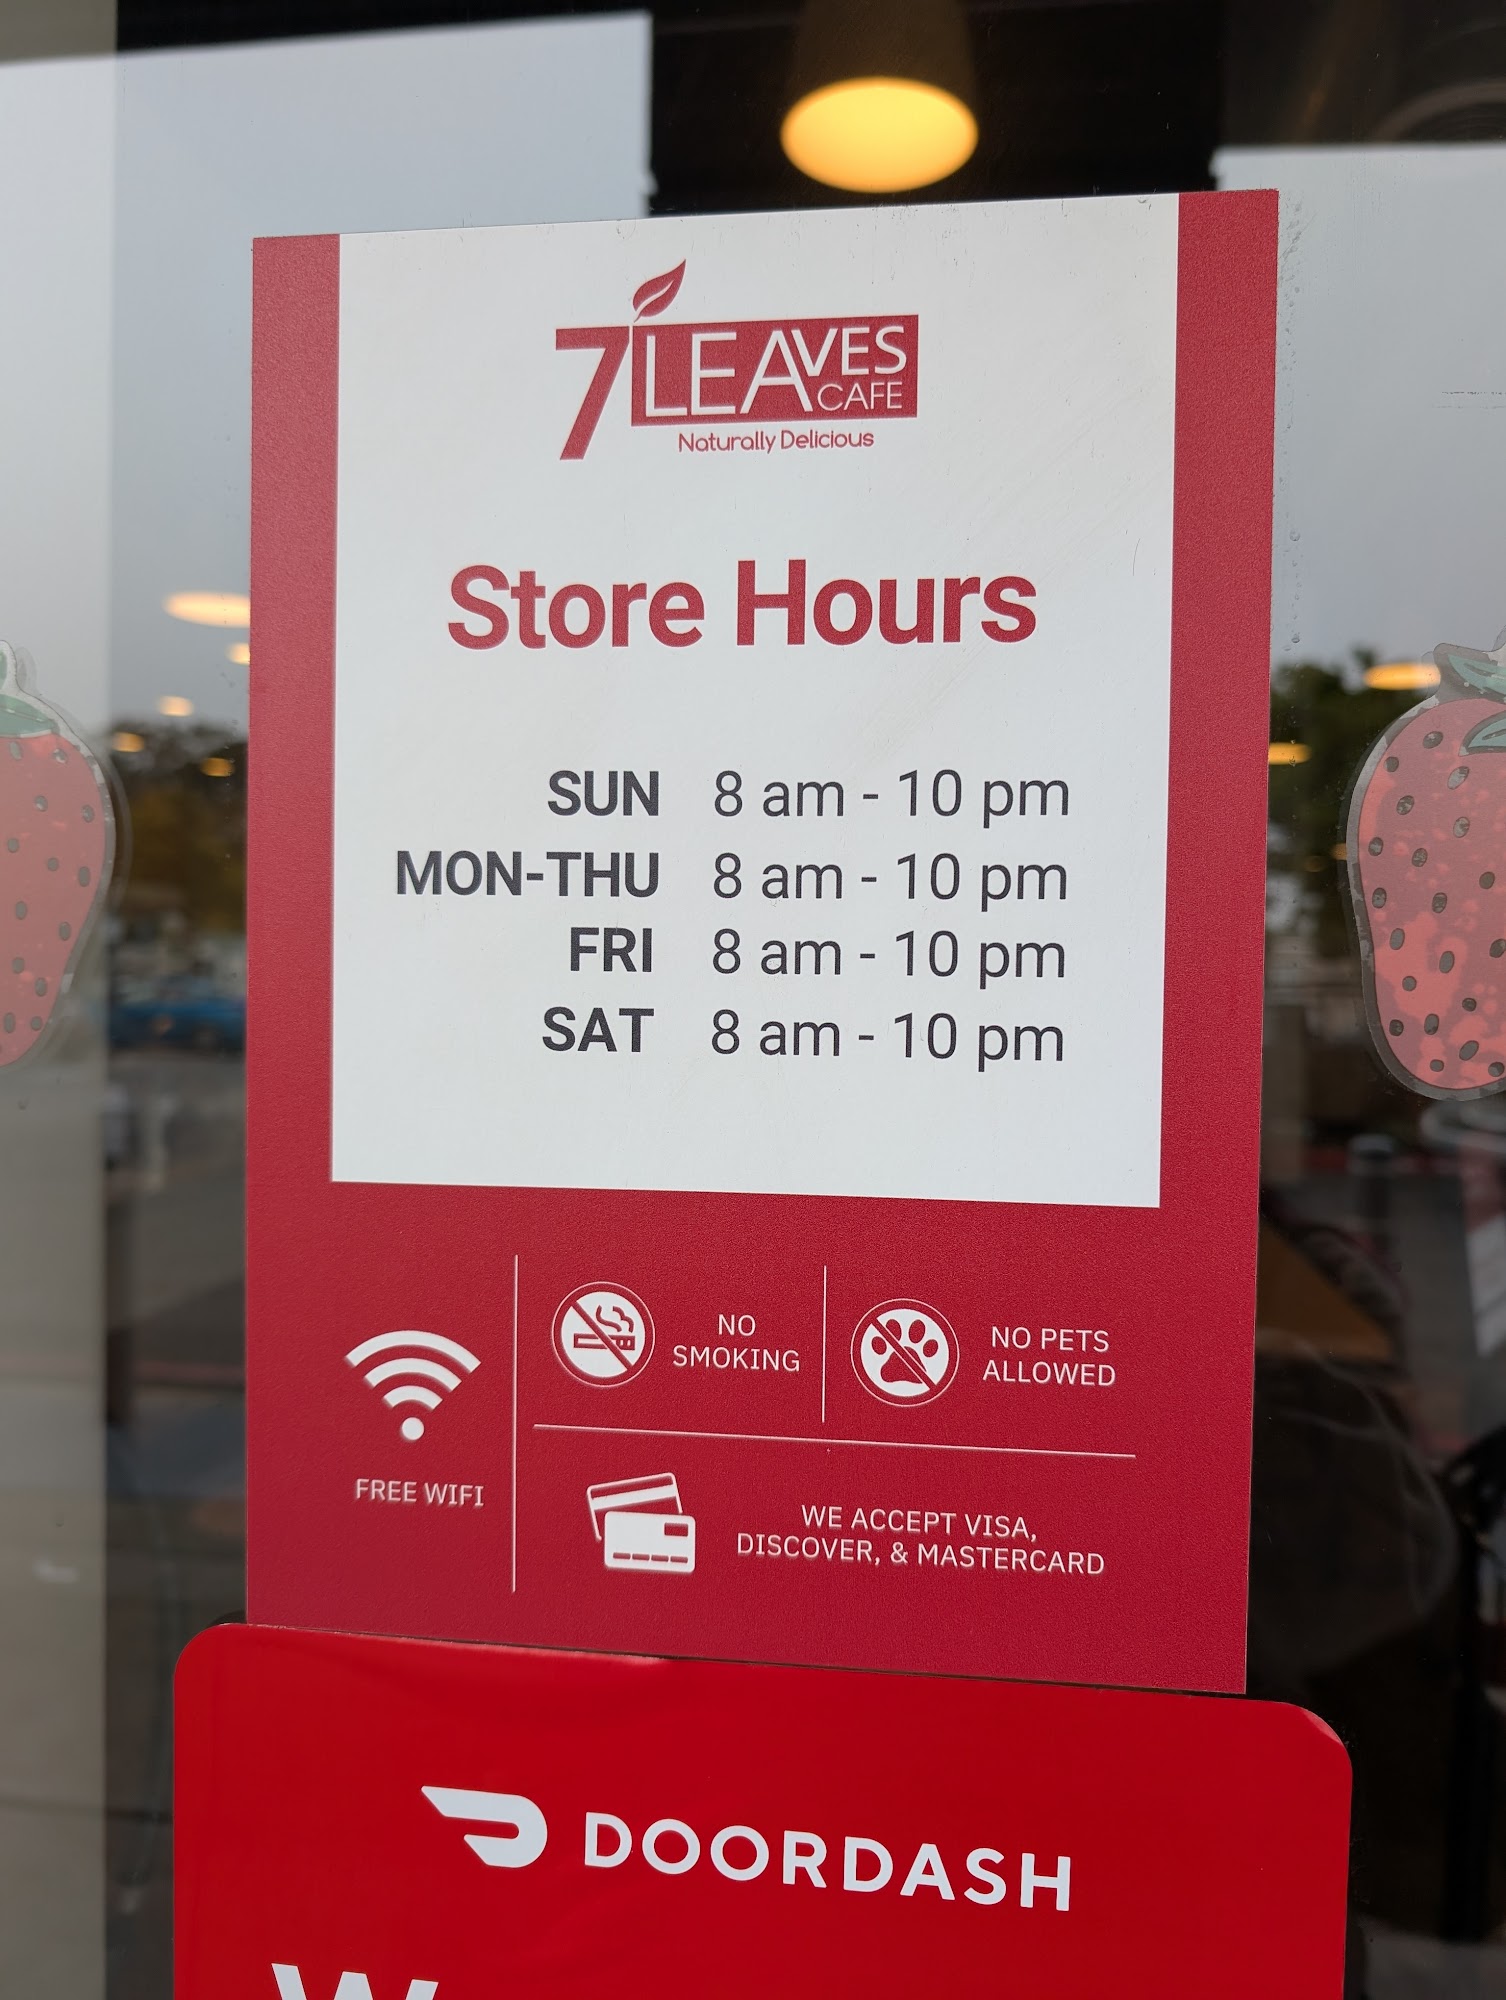 7 LEAVES
CAFE
Naturally Delicious
Store Hours
SUN 8 am - 10 pm
MON-THU 8 am - 10 pm
FRI 8 am - 10 pm
SAT 8 am - 10 pm
FREE WIFI
NO
SMOKING
NO PETS
ALLOWED
WE ACCEPT VISA,
DISCOVER, & MASTERCARD
DOORDASH